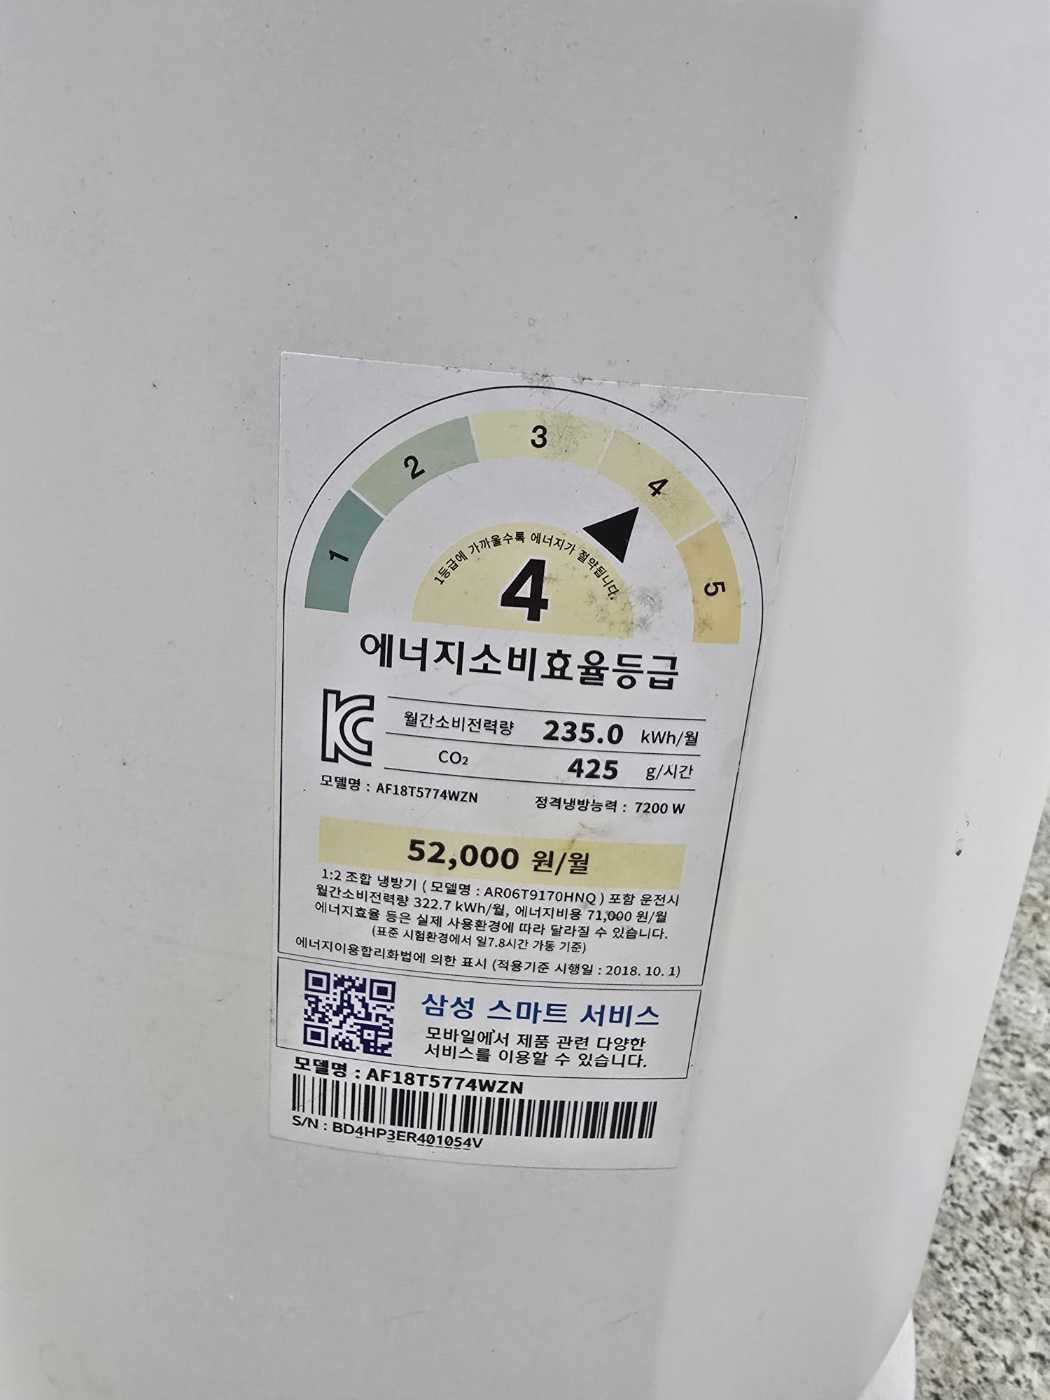 1
2
3
4
5
1등급에 가까울수록 에너지가 절약됩니다.
4
에너지소비효율등급
월간소비전력량 235.0 kWh/월
CO₂ 425 g/시간
모델명 : AF18T5774WZN 정격냉방능력 : 7200 W
52,000 원/월
1:2 조합 냉방기 ( 모델명 : AR06T9170HNQ ) 포함 운전시
월간소비전력량 322.7 kWh/월, 에너지비용 71,000 원/월
에너지효율 등은 실제 사용환경에 따라 달라질 수 있습니다.
(표준 시험환경에서 일7.8시간 가동 기준)
에너지이용합리화법에 의한 표시 (적용기준 시행일 : 2018. 10. 1)
삼성 스마트 서비스
모바일에서 제품 관련 다양한
서비스를 이용할 수 있습니다.
모델명 : AF18T5774WZN
S/N : BD4HP3ER401054V